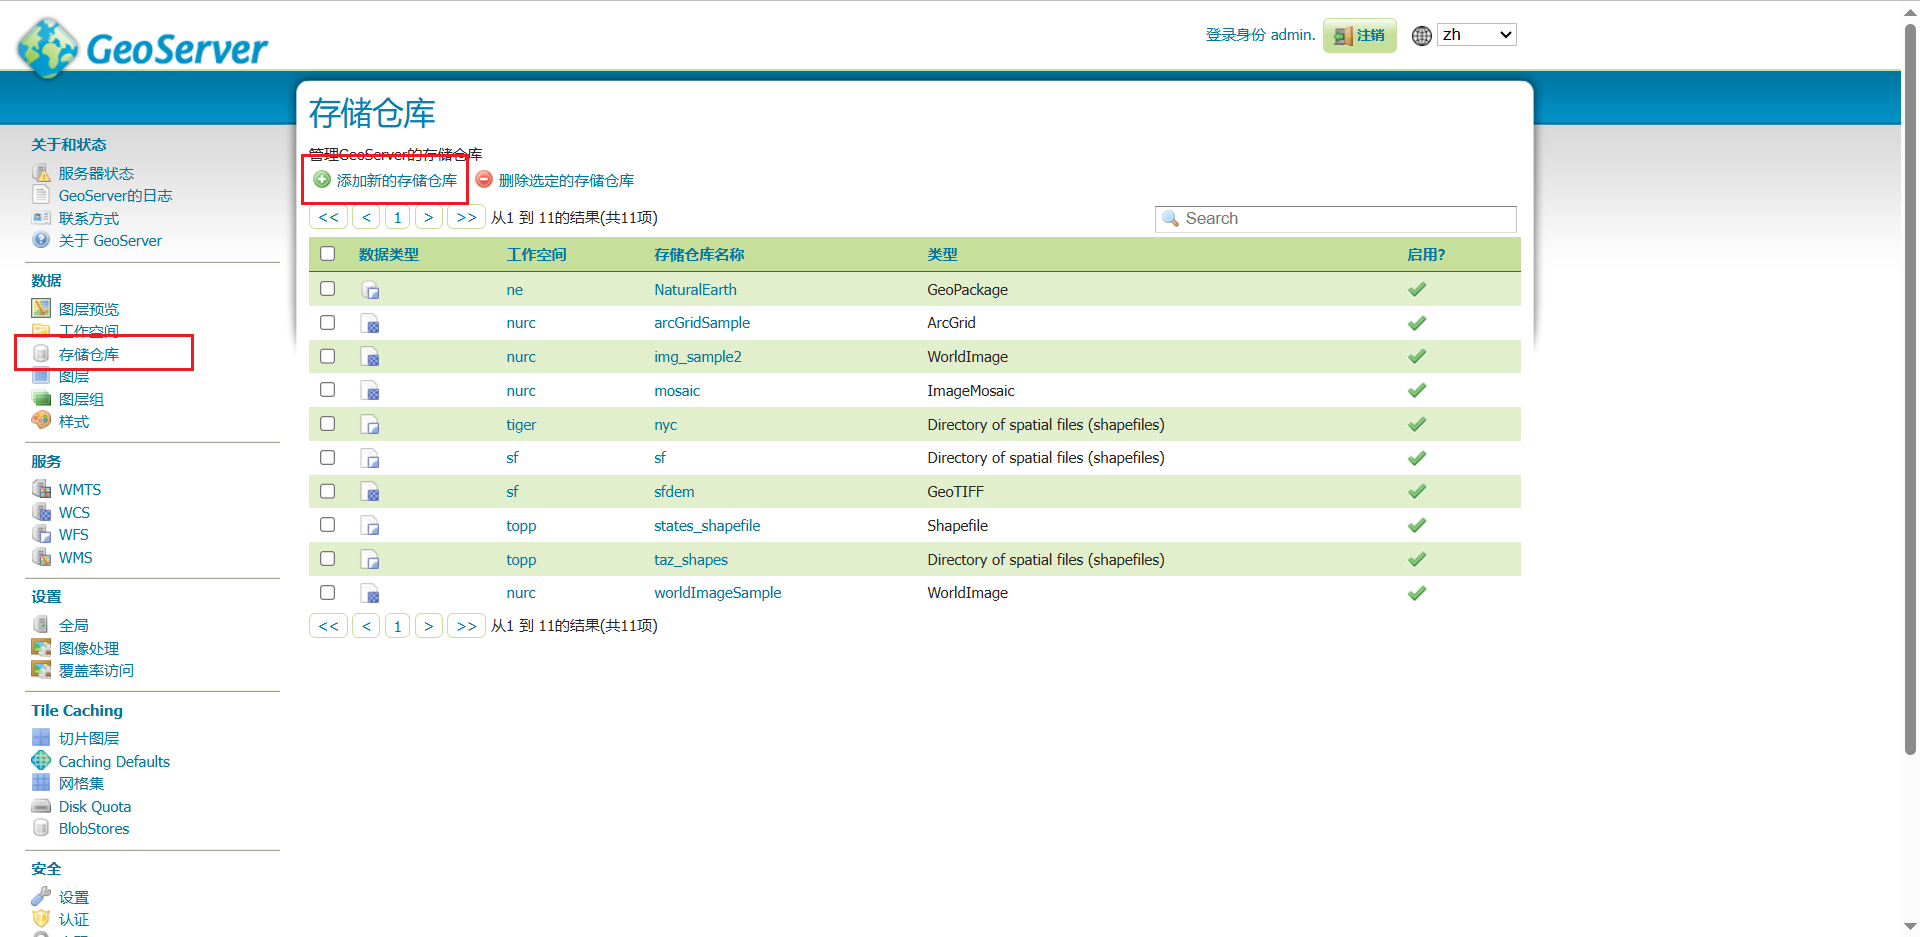 GeoServer
登录身份 admin.
注销
zh
存储仓库
管理GeoServer的存储仓库
添加新的存储仓库
删除选定的存储仓库
<< < 1 > >> 从1 到 11的结果(共11项)
Search
数据类型 工作空间 存储仓库名称 类型 启用?
ne NaturalEarth GeoPackage
nurc arcGridSample ArcGrid
nurc img_sample2 WorldImage
nurc mosaic ImageMosaic
tiger nyc Directory of spatial files (shapefiles)
sf sf Directory of spatial files (shapefiles)
sf sfdem GeoTIFF
topp states_shapefile Shapefile
topp taz_shapes Directory of spatial files (shapefiles)
nurc worldImageSample WorldImage
<< < 1 > >> 从1 到 11的结果(共11项)
关于和状态
服务器状态
GeoServer的日志
联系方式
关于 GeoServer
数据
图层预览
工作空间
存储仓库
图层
图层组
样式
服务
WMTS
WCS
WFS
WMS
设置
全局
图像处理
覆盖率访问
Tile Caching
切片图层
Caching Defaults
网格集
Disk Quota
BlobStores
安全
设置
认证